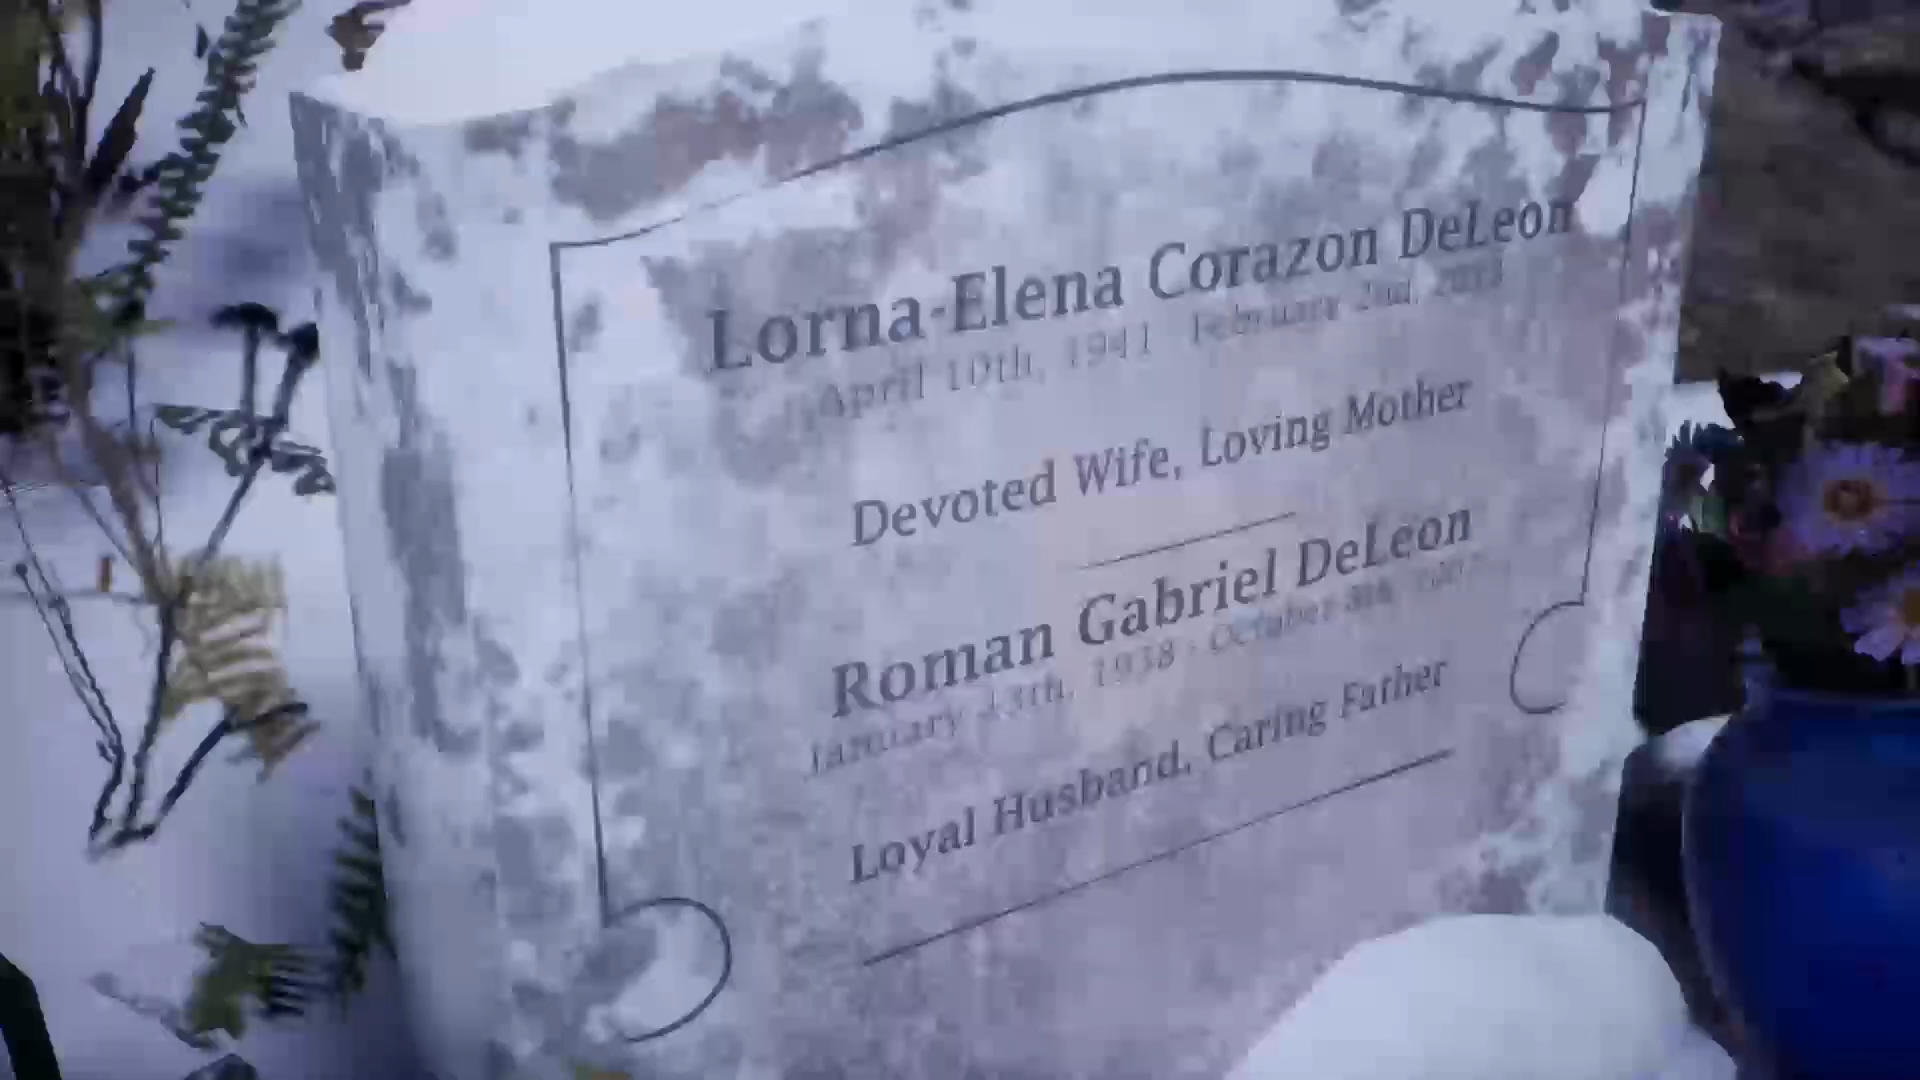 Lorna-Elena Corazon DeLeon
April 10th, 1941 - February 2nd,
Devoted Wife, Loving Mother
Roman Gabriel DeLeon
January 1938 - October
Loyal Husband, Caring Father